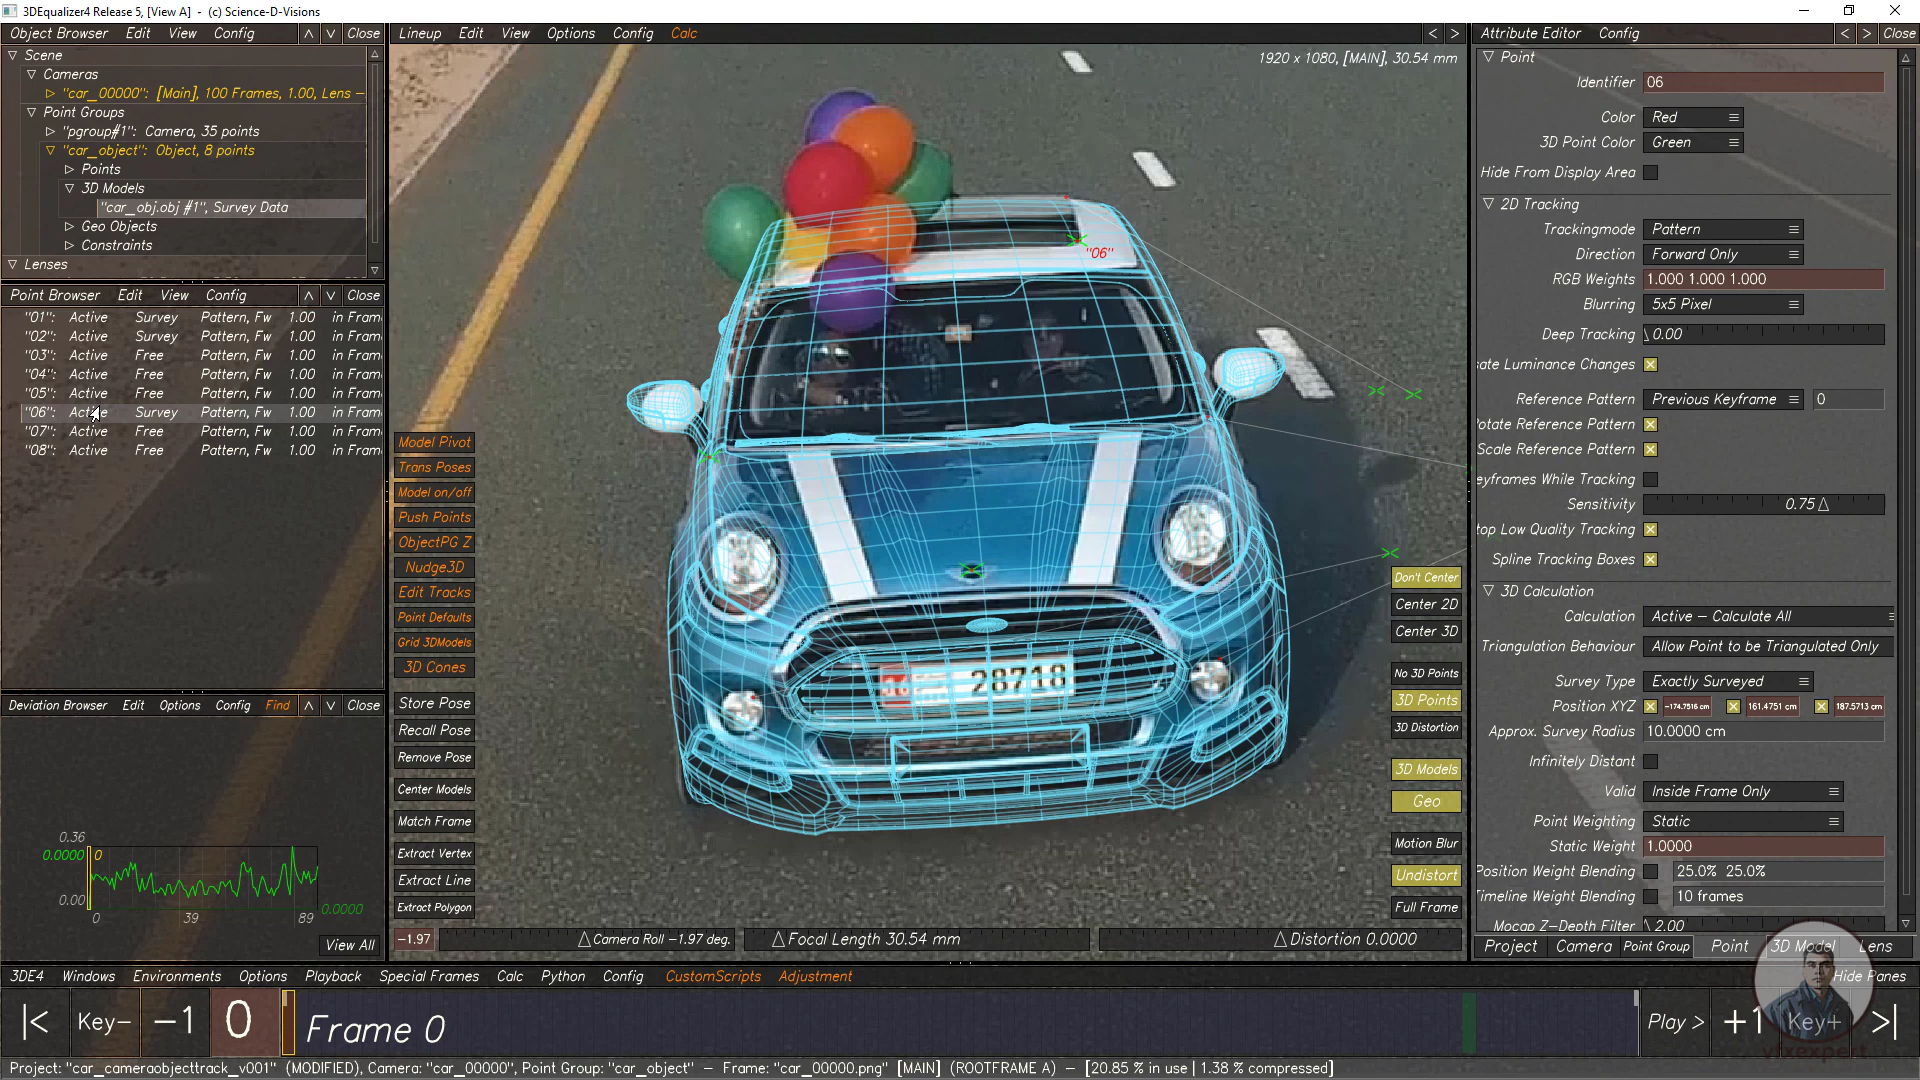 3DEqualizer4 Release 5, [View A]  -  (c) Science-D-Visions
Object Browser Edit View Config Close
Scene
Cameras
"car_00000": [Main], 100 Frames, 1.00, Lens –
Point Groups
"pgroup#1": Camera, 35 points
"car_object": Object, 8 points
Points
3D Models
"car_obj.obj #1", Survey Data
Geo Objects
Constraints
Lenses
Point Browser Edit View Config Close
"01": Active Survey Pattern, Fw 1.00 in Fram
"02": Active Survey Pattern, Fw 1.00 in Fram
"03": Active Free Pattern, Fw 1.00 in Fram
"04": Active Free Pattern, Fw 1.00 in Fram
"05": Active Free Pattern, Fw 1.00 in Fram
"06": Active Survey Pattern, Fw 1.00 in Fram
"07": Active Free Pattern, Fw 1.00 in Fram
"08": Active Free Pattern, Fw 1.00 in Fram
Deviation Browser Edit Options Config Find Close
0.36
0.0000 0
0.00
0.0000
0 39 89
View All
Lineup Edit View Options Config Calc < >
1920 x 1080, [MAIN], 30.54 mm
"06"
28718
Model Pivot
Trans Poses
Model on/off
Push Points
ObjectPG Z
Nudge3D
Edit Tracks
Point Defaults
Grid 3DModels
3D Cones
Store Pose
Recall Pose
Remove Pose
Center Models
Match Frame
Extract Vertex
Extract Line
Extract Polygon
Don't Center
Center 2D
Center 3D
No 3D Points
3D Points
3D Distortion
3D Models
Geo
Motion Blur
Undistort
Full Frame
-1.97 Camera Roll -1.97 deg. Focal Length 30.54 mm Distortion 0.0000
Attribute Editor Config < > Close
Point
Identifier 06
Color Red
3D Point Color Green
Hide From Display Area
2D Tracking
Trackingmode Pattern
Direction Forward Only
RGB Weights 1.000 1.000 1.000
Blurring 5x5 Pixel
Deep Tracking 0.00
sate Luminance Changes
Reference Pattern Previous Keyframe 0
Rotate Reference Pattern
Scale Reference Pattern
eyframes While Tracking
Sensitivity 0.75
top Low Quality Tracking
Spline Tracking Boxes
3D Calculation
Calculation Active – Calculate All
Triangulation Behaviour Allow Point to be Triangulated Only
Survey Type Exactly Surveyed
Position XYZ -174.7516 cm 161.4751 cm 187.5713 cm
Approx. Survey Radius 10.0000 cm
Infinitely Distant
Valid Inside Frame Only
Point Weighting Static
Static Weight 1.0000
Position Weight Blending 25.0% 25.0%
Timeline Weight Blending 10 frames
Mocap Z-Depth Filter 2.00
Project Camera Point Group Point 3D Model Lens
3DE4 Windows Environments Options Playback Special Frames Calc Python Config CustomScripts Adjustment Hide Panes
|< Key- -1 0 Frame 0 Play > +1 Key+ >|
vfxexpert
Project: "car_cameraobjecttrack_v001" (MODIFIED), Camera: "car_00000", Point Group: "car_object" – Frame: "car_00000.png" [MAIN] (ROOTFRAME A) – [20.85 % in use | 1.38 % compressed]